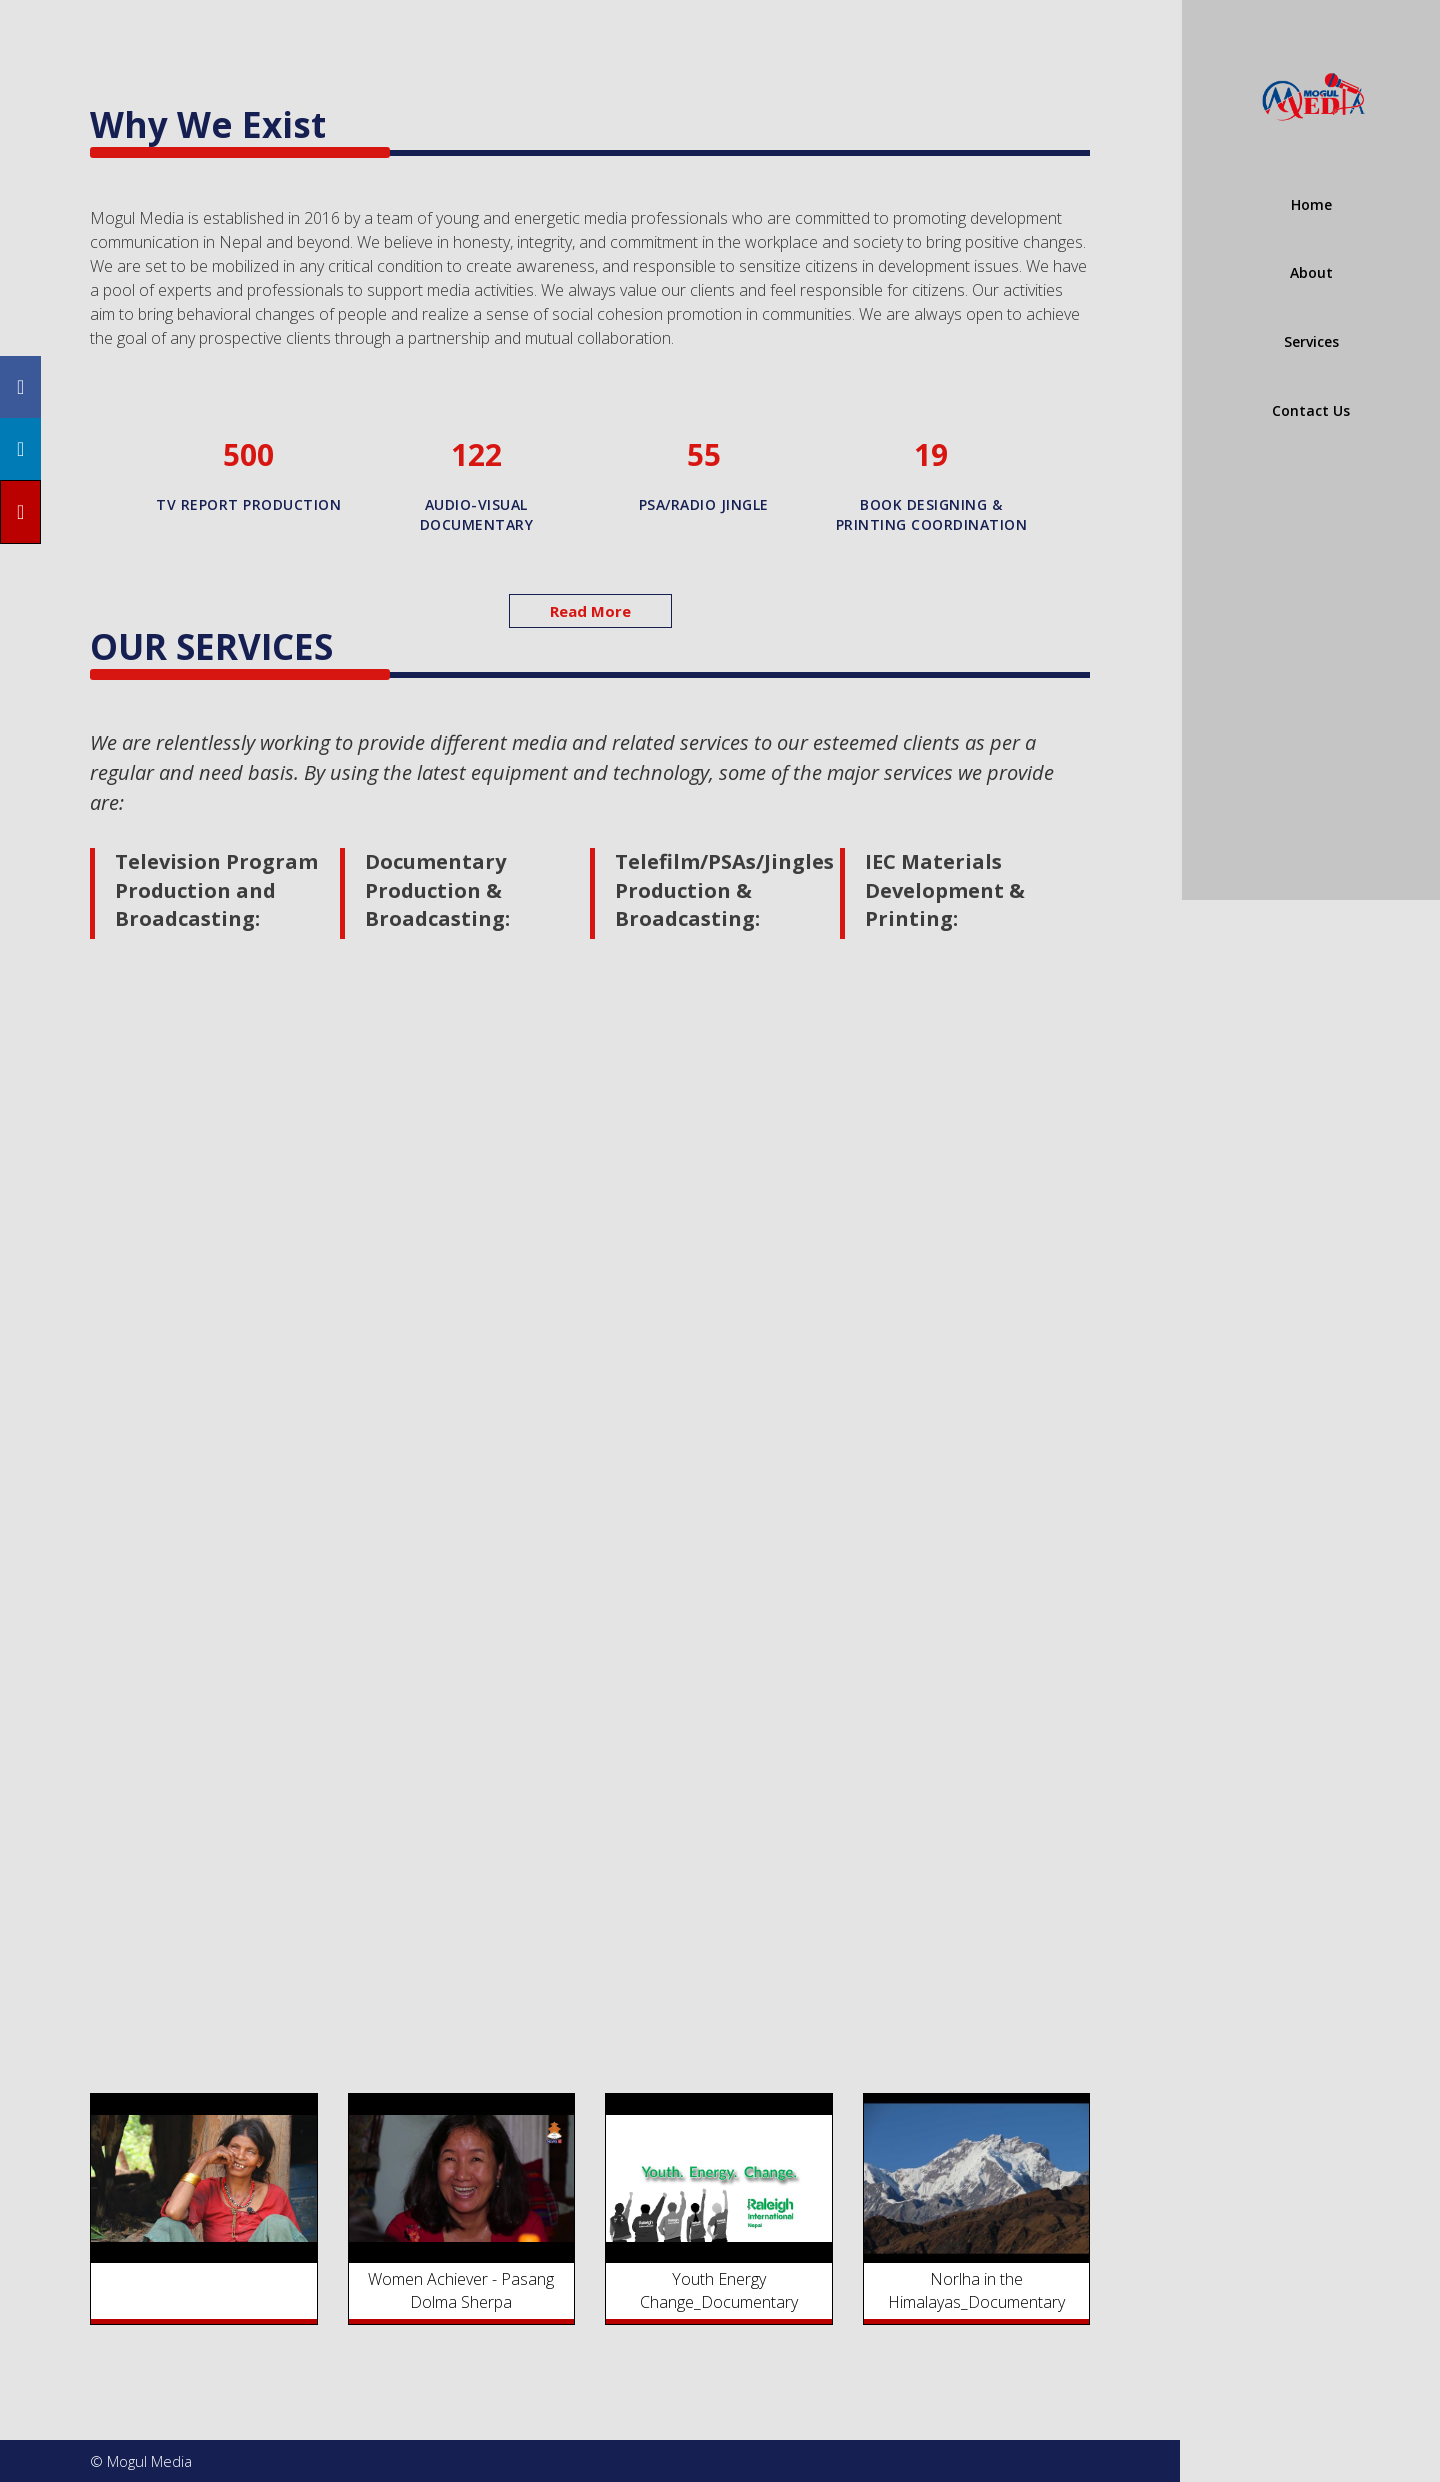 MOGUL
MEDIA
Home
About
Services
Contact Us
Why We Exist
Mogul Media is established in 2016 by a team of young and energetic media professionals who are committed to promoting development
communication in Nepal and beyond. We believe in honesty, integrity, and commitment in the workplace and society to bring positive changes.
We are set to be mobilized in any critical condition to create awareness, and responsible to sensitize citizens in development issues. We have
a pool of experts and professionals to support media activities. We always value our clients and feel responsible for citizens. Our activities
aim to bring behavioral changes of people and realize a sense of social cohesion promotion in communities. We are always open to achieve
the goal of any prospective clients through a partnership and mutual collaboration.
500
TV REPORT PRODUCTION
122
AUDIO-VISUAL
DOCUMENTARY
55
PSA/RADIO JINGLE
19
BOOK DESIGNING &
PRINTING COORDINATION
Read More
OUR SERVICES
We are relentlessly working to provide different media and related services to our esteemed clients as per a
regular and need basis. By using the latest equipment and technology, some of the major services we provide
are:
Television Program
Production and
Broadcasting:
Documentary
Production &
Broadcasting:
Telefilm/PSAs/Jingles
Production &
Broadcasting:
IEC Materials
Development &
Printing:
Women Achiever - Pasang
Dolma Sherpa
Youth. Energy. Change.
Raleigh
International
Nepal
Youth Energy
Change_Documentary
Norlha in the
Himalayas_Documentary
© Mogul Media